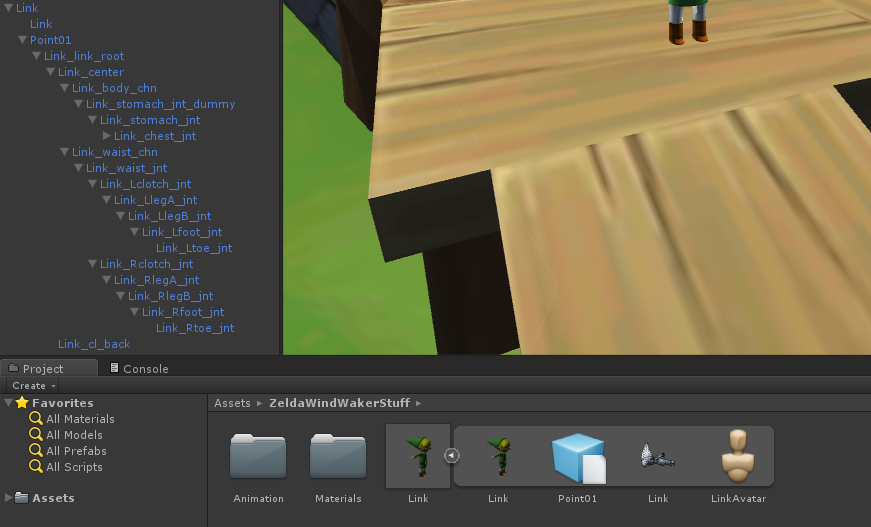 Link
Link
Point01
Link_link_root
Link_center
Link_body_chn
Link_stomach_jnt_dummy
Link_stomach_jnt
Link_chest_jnt
Link_waist_chn
Link_waist_jnt
Link_Lclotch_jnt
Link_LlegA_jnt
Link_LlegB_jnt
Link_Lfoot_jnt
Link_Ltoe_jnt
Link_Rclotch_jnt
Link_RlegA_jnt
Link_RlegB_jnt
Link_Rfoot_jnt
Link_Rtoe_jnt
Link_cl_back
Project Console
Create
Favorites
All Materials
All Models
All Prefabs
All Scripts
Assets
Assets ▸ ZeldaWindWakerStuff ▸
Animation Materials Link Link Point01 Link LinkAvatar